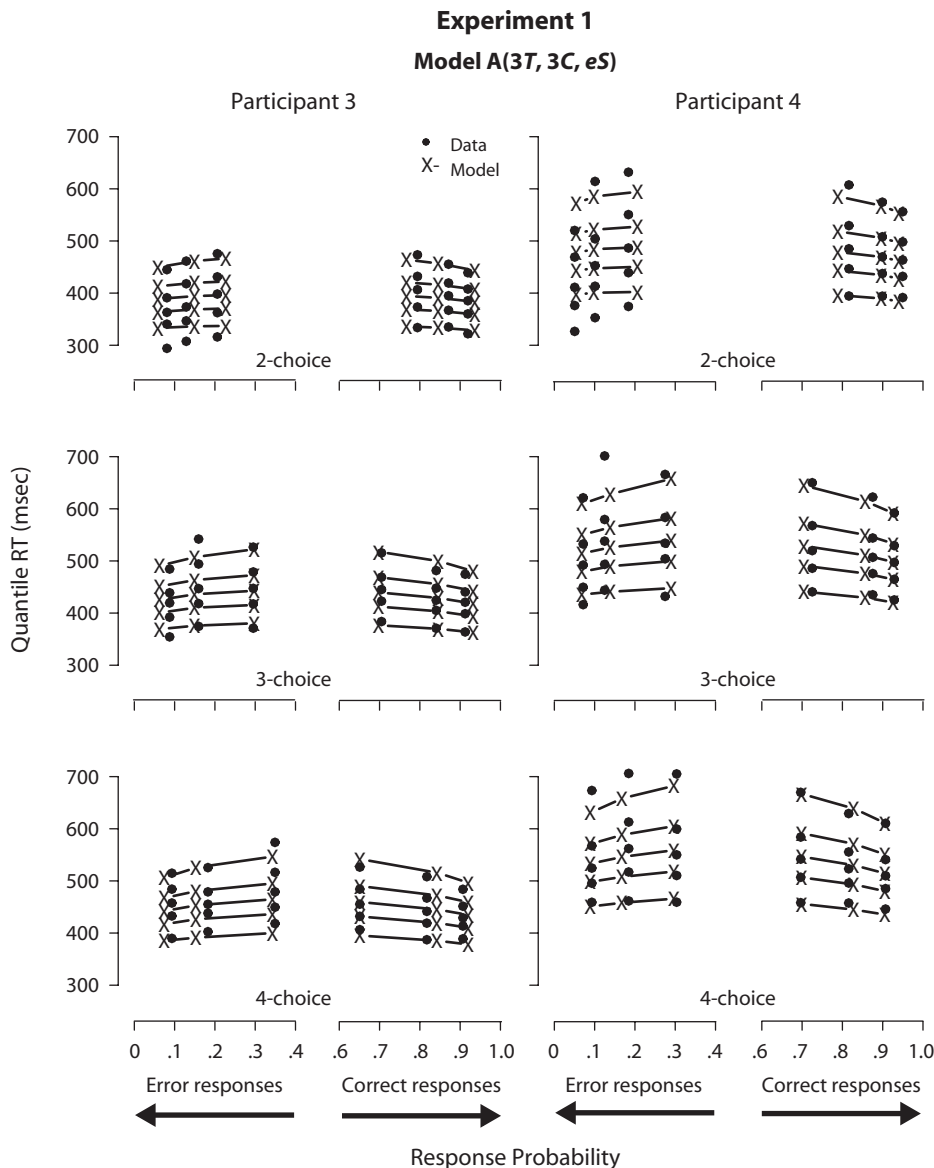 Experiment 1
Model A(3T, 3C, eS)
Participant 3
Participant 4
Data
X- Model
Quantile RT (msec)
700
600
500
400
300
2-choice
2-choice
700
600
500
400
300
3-choice
3-choice
700
600
500
400
300
4-choice
4-choice
0 .1 .2 .3 .4 .6 .7 .8 .9 1.0 0 .1 .2 .3 .4 .6 .7 .8 .9 1.0
Error responses Correct responses Error responses Correct responses
Response Probability